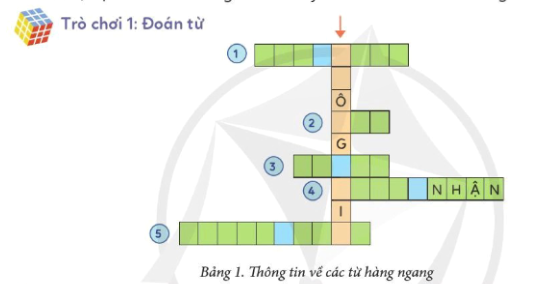 Trò chơi 1: Đoán từ
1
Ô
2
G
3
4 NHẬN
I
5
Bảng 1. Thông tin về các từ hàng ngang